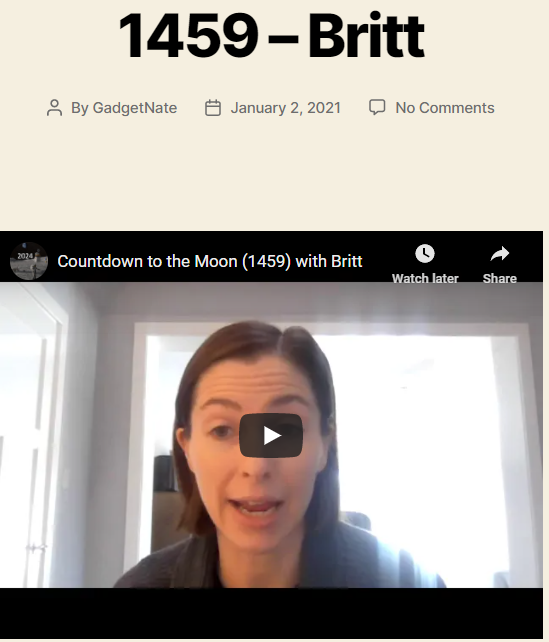 1459 – Britt
By GadgetNate January 2, 2021 No Comments
2024
Countdown to the Moon (1459) with Britt
Watch later Share